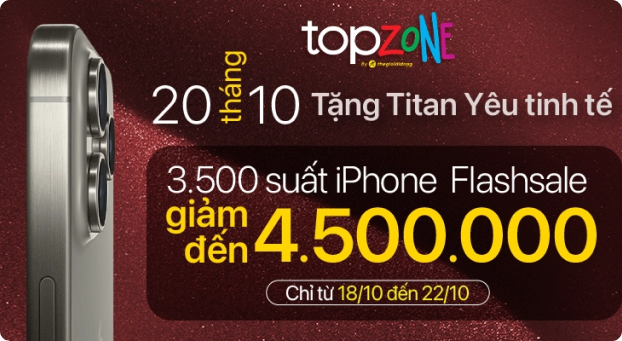 topzone
By thegioididong
20 tháng 10 Tặng Titan Yêu tinh tế
3.500 suất iPhone Flashsale
giảm đến 4.500.000
Chỉ từ 18/10 đến 22/10